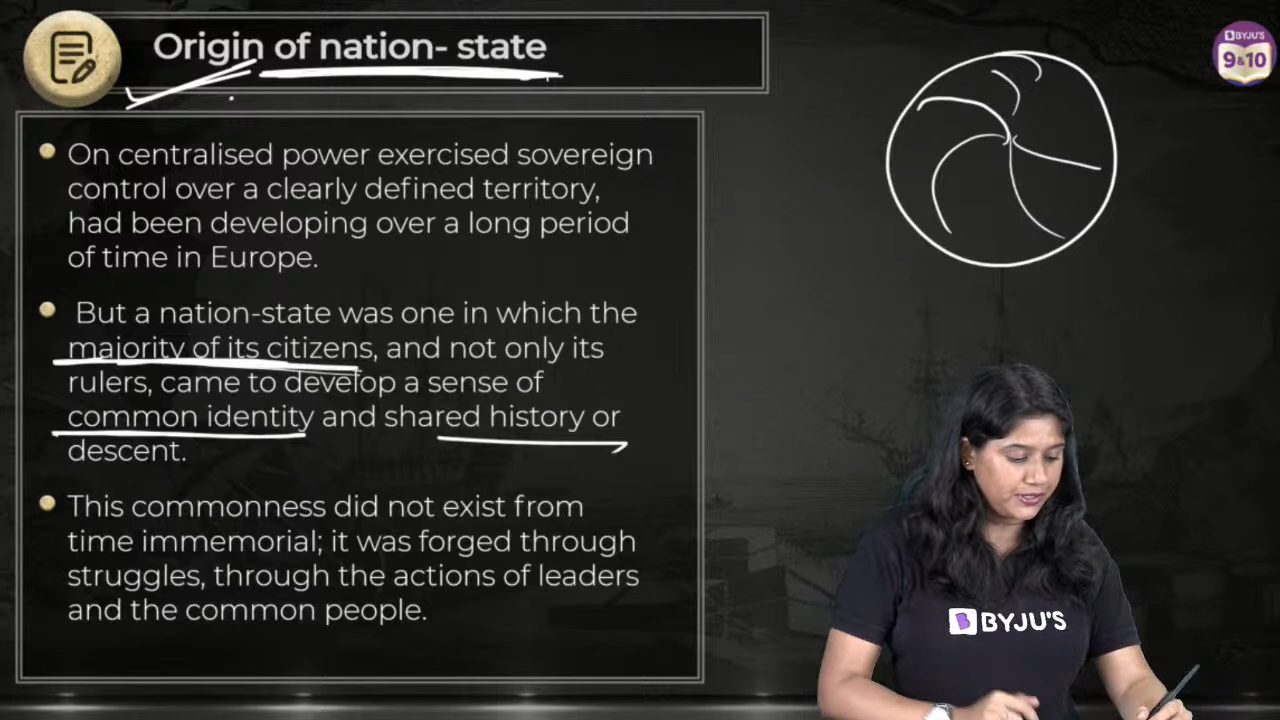 Origin of nation- state
BYJU'S
9&10
On centralised power exercised sovereign
control over a clearly defined territory,
had been developing over a long period
of time in Europe.
But a nation-state was one in which the
majority of its citizens, and not only its
rulers, came to develop a sense of
common identity and shared history or
descent.
This commonness did not exist from
time immemorial; it was forged through
struggles, through the actions of leaders
and the common people.
BYJU'S